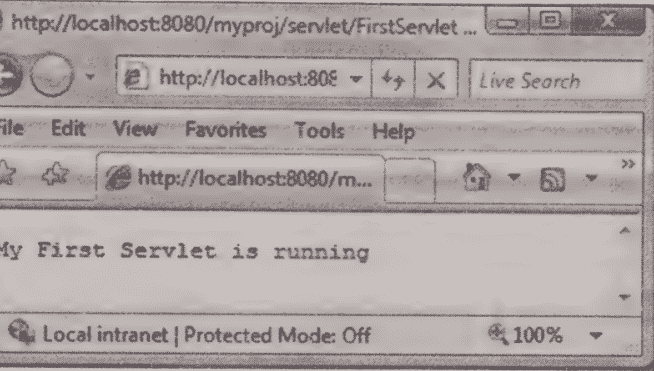 http://localhost:8080/myproj/servlet/FirstServlet ...
http://localhost:808 Live Search
File Edit View Favorites Tools Help
http://localhost:8080/m...
My First Servlet is running
Local intranet | Protected Mode: Off 100%